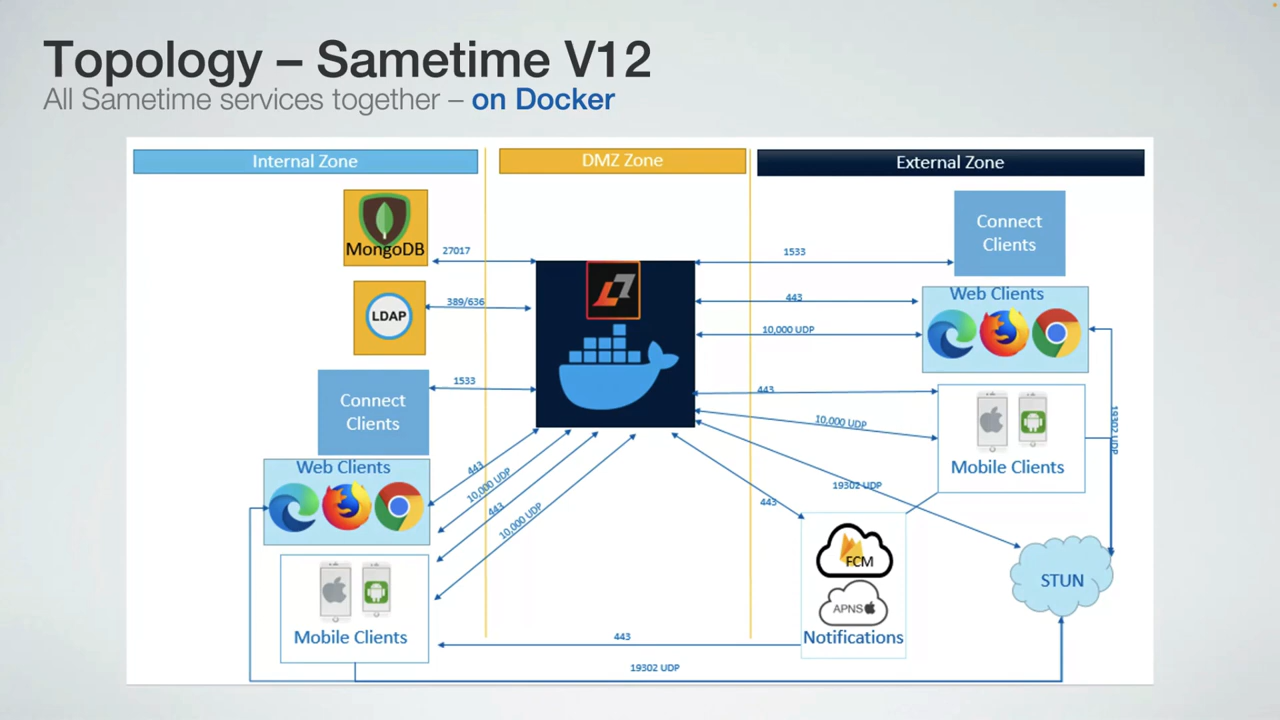 Topology – Sametime V12
All Sametime services together – on Docker
Internal Zone
DMZ Zone
External Zone
MongoDB
27017
LDAP
389/636
Connect
Clients
1533
Web Clients
443
10,000 UDP
443
10,000 UDP
Mobile Clients
1533
Connect
Clients
443
10,000 UDP
Web Clients
443
10,000 UDP
Mobile Clients
19302 UDP
19302 UDP
443
FCM
APNS
Notifications
STUN
443
19302 UDP